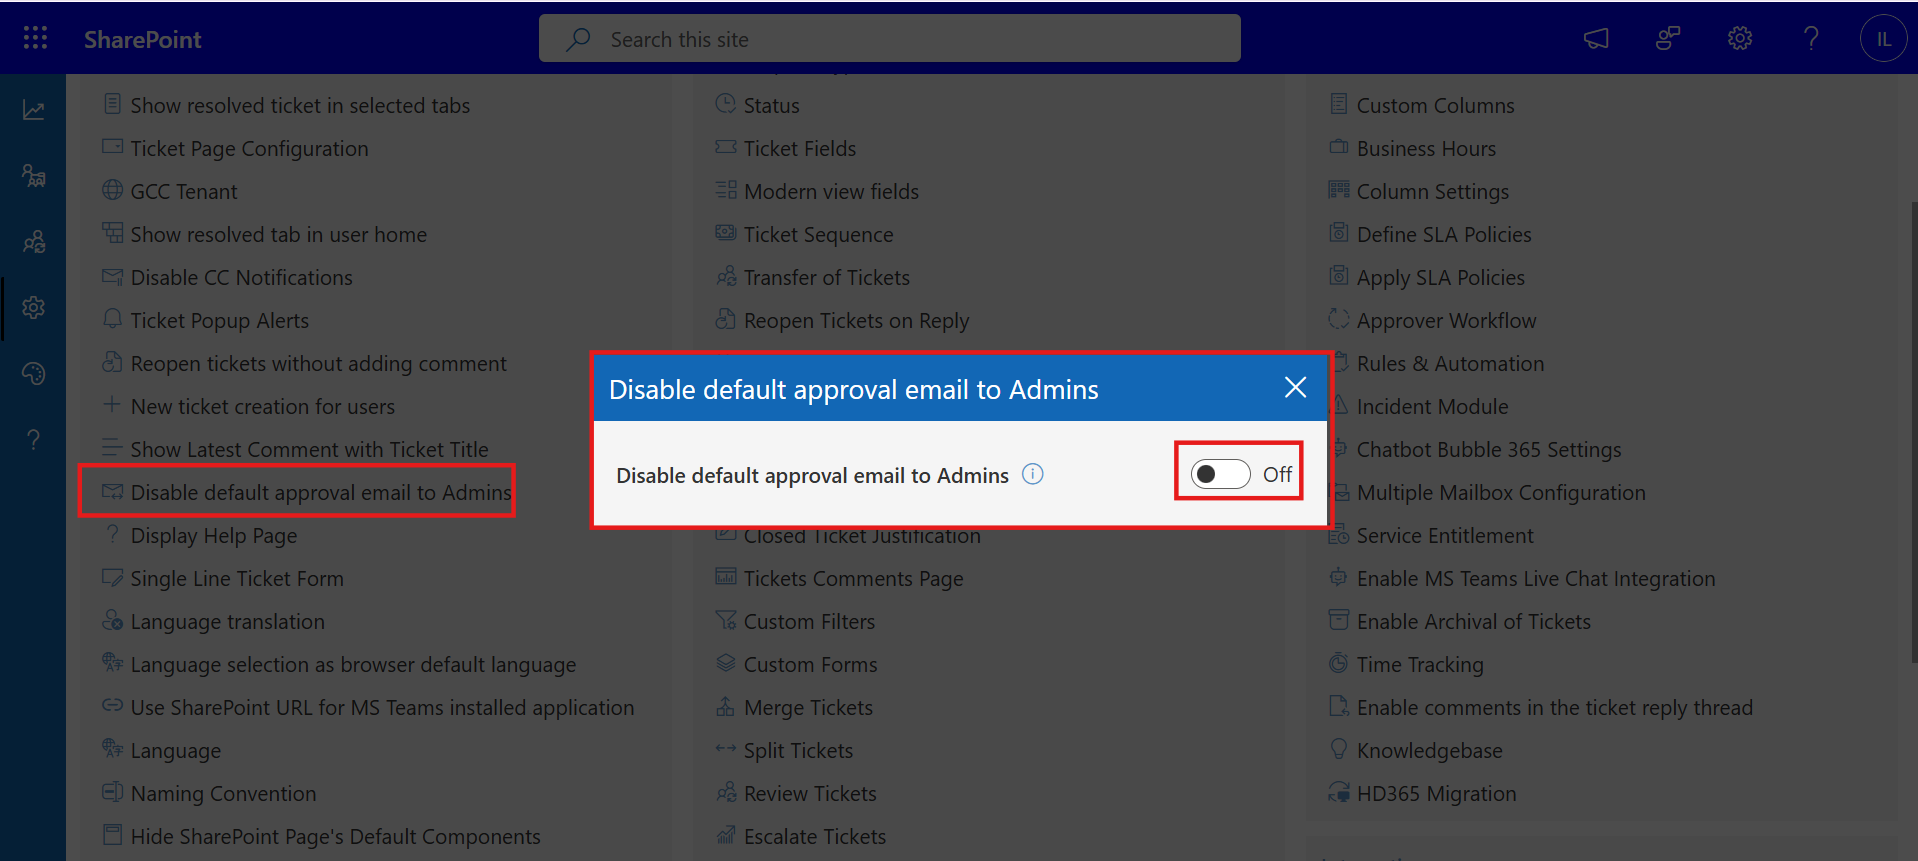 SharePoint
Search this site
IL
Show resolved ticket in selected tabs
Ticket Page Configuration
GCC Tenant
Show resolved tab in user home
Disable CC Notifications
Ticket Popup Alerts
Reopen tickets without adding comment
New ticket creation for users
Show Latest Comment with Ticket Title
Disable default approval email to Admins
Display Help Page
Single Line Ticket Form
Language translation
Language selection as browser default language
Use SharePoint URL for MS Teams installed application
Language
Naming Convention
Hide SharePoint Page's Default Components
Status
Ticket Fields
Modern view fields
Ticket Sequence
Transfer of Tickets
Reopen Tickets on Reply
Disable default approval email to Admins
Disable default approval email to Admins
Off
Closed Ticket Justification
Tickets Comments Page
Custom Filters
Custom Forms
Merge Tickets
Split Tickets
Review Tickets
Escalate Tickets
Custom Columns
Business Hours
Column Settings
Define SLA Policies
Apply SLA Policies
Approver Workflow
Rules & Automation
Incident Module
Chatbot Bubble 365 Settings
Multiple Mailbox Configuration
Service Entitlement
Enable MS Teams Live Chat Integration
Enable Archival of Tickets
Time Tracking
Enable comments in the ticket reply thread
Knowledgebase
HD365 Migration